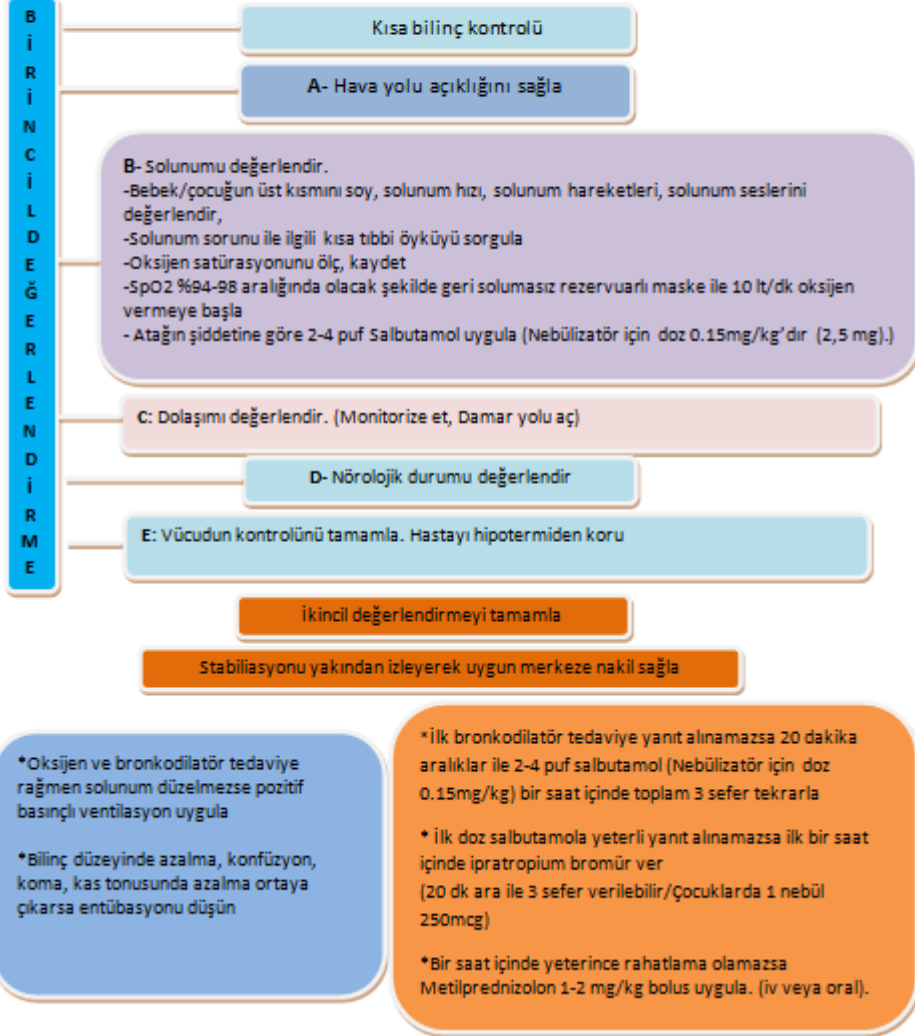 BİRİNCİL DEĞERLENDİRME
Kısa bilinç kontrolü
A- Hava yolu açıklığını sağla
B- Solunumu değerlendir.
-Bebek/çocuğun üst kısmını soy, solunum hızı, solunum hareketleri, solunum seslerini
değerlendir,
-Solunum sorunu ile ilgili kısa tıbbi öyküyü sorgula
-Oksijen satürasyonunu ölç, kaydet
-SpO2 %94-98 aralığında olacak şekilde geri solumasız rezervuarlı maske ile 10 lt/dk oksijen
vermeye başla
- Atağın şiddetine göre 2-4 puf Salbutamol uygula (Nebülizatör için doz 0.15mg/kg'dır (2,5 mg).)
C: Dolaşımı değerlendir. (Monitorize et, Damar yolu aç)
D- Nörolojik durumu değerlendir
E: Vücudun kontrolünü tamamla. Hastayı hipotermiden koru
İkincil değerlendirmeyi tamamla
Stabiliasyonu yakından izleyerek uygun merkeze nakil sağla
*Oksijen ve bronkodilatör tedaviye
rağmen solunum düzelmezse pozitif
basınçlı ventilasyon uygula
*Bilinç düzeyinde azalma, konfüzyon,
koma, kas tonusunda azalma ortaya
çıkarsa entübasyonu düşün
*İlk bronkodilatör tedaviye yanıt alınamazsa 20 dakika
aralıklar ile 2-4 puf salbutamol (Nebülizatör için doz
0.15mg/kg) bir saat içinde toplam 3 sefer tekrarla
* İlk doz salbutamola yeterli yanıt alınamazsa ilk bir saat
içinde ipratropium bromür ver
(20 dk ara ile 3 sefer verilebilir/Çocuklarda 1 nebül
250mcg)
*Bir saat içinde yeterince rahatlama olamazsa
Metilprednizolon 1-2 mg/kg bolus uygula. (iv veya oral).